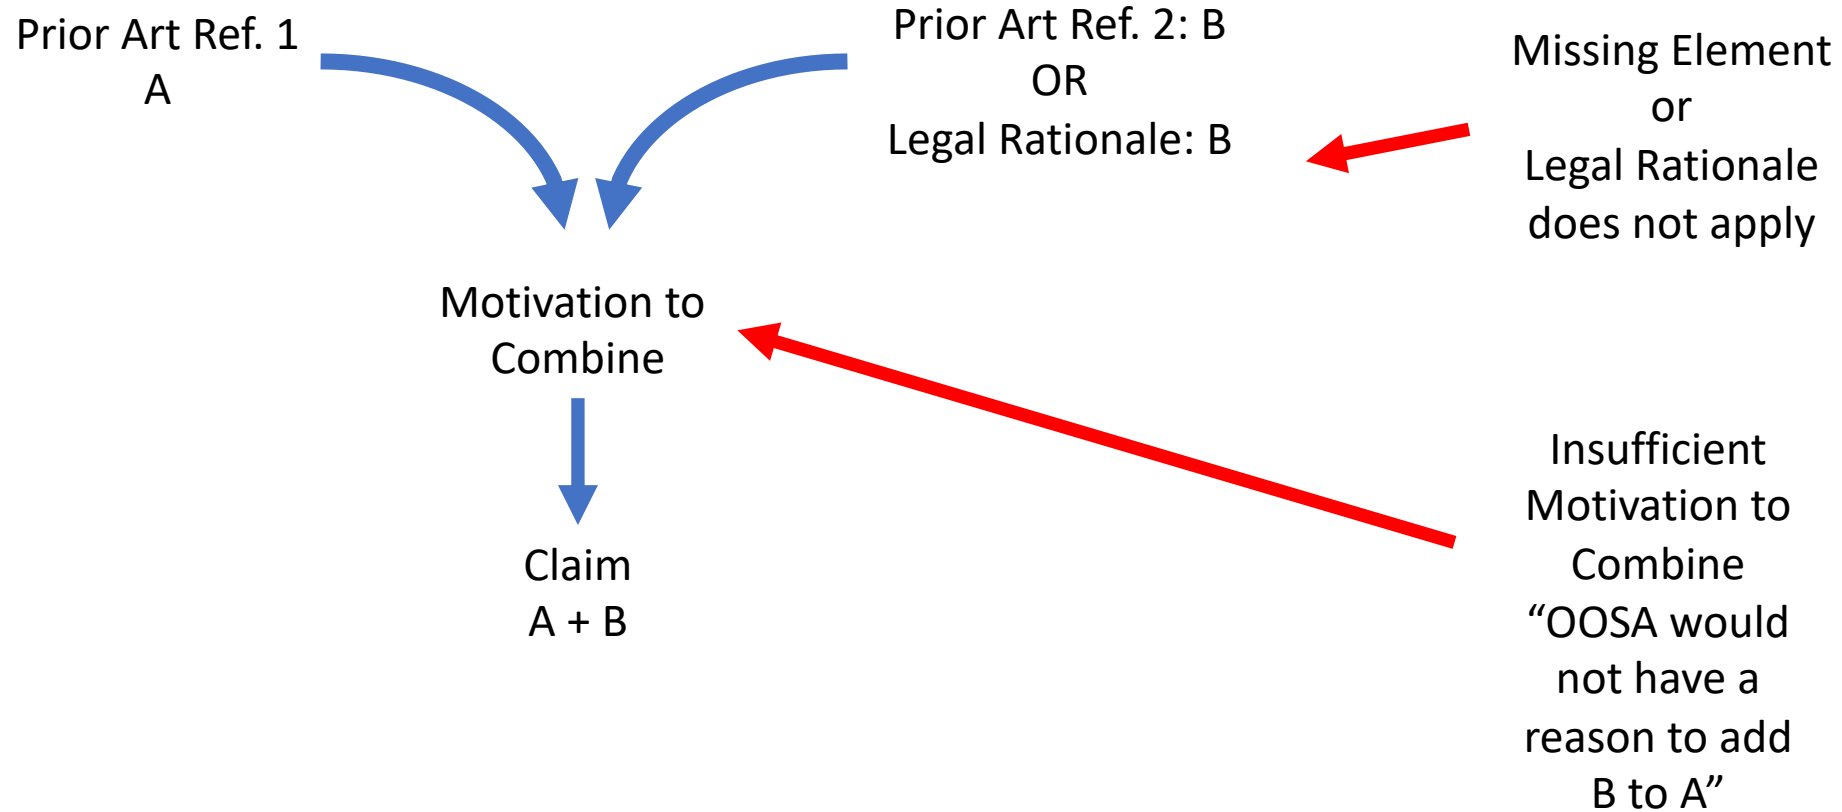 Prior Art Ref. 1
A
Prior Art Ref. 2: B
OR
Legal Rationale: B
Missing Element
or
Legal Rationale
does not apply
Motivation to
Combine
Claim
A + B
Insufficient
Motivation to
Combine
“OOSA would
not have a
reason to add
B to A”